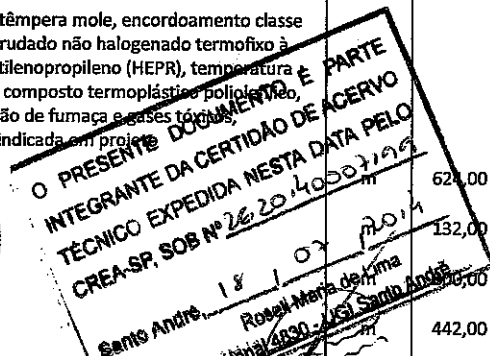 têmpera mole, encordoamento classe
rudado não halogenado termofixo à
tilenopropileno (HEPR), temperatura
composto termoplástico poliolefínico,
ão de fumaça e gases tóxicos,
indicada em projeto
O PRESENTE DOCUMENTO É PARTE
INTEGRANTE DA CERTIDÃO DE ACERVO
TÉCNICO EXPEDIDA NESTA DATA PELO
CREA-SP, SOB Nº 2620140007199
Santo André, 18 / 07 / 2014
Roseli Maria de Lima
4830 - UGI Santo André
m 624,00
132,00
m 442,00